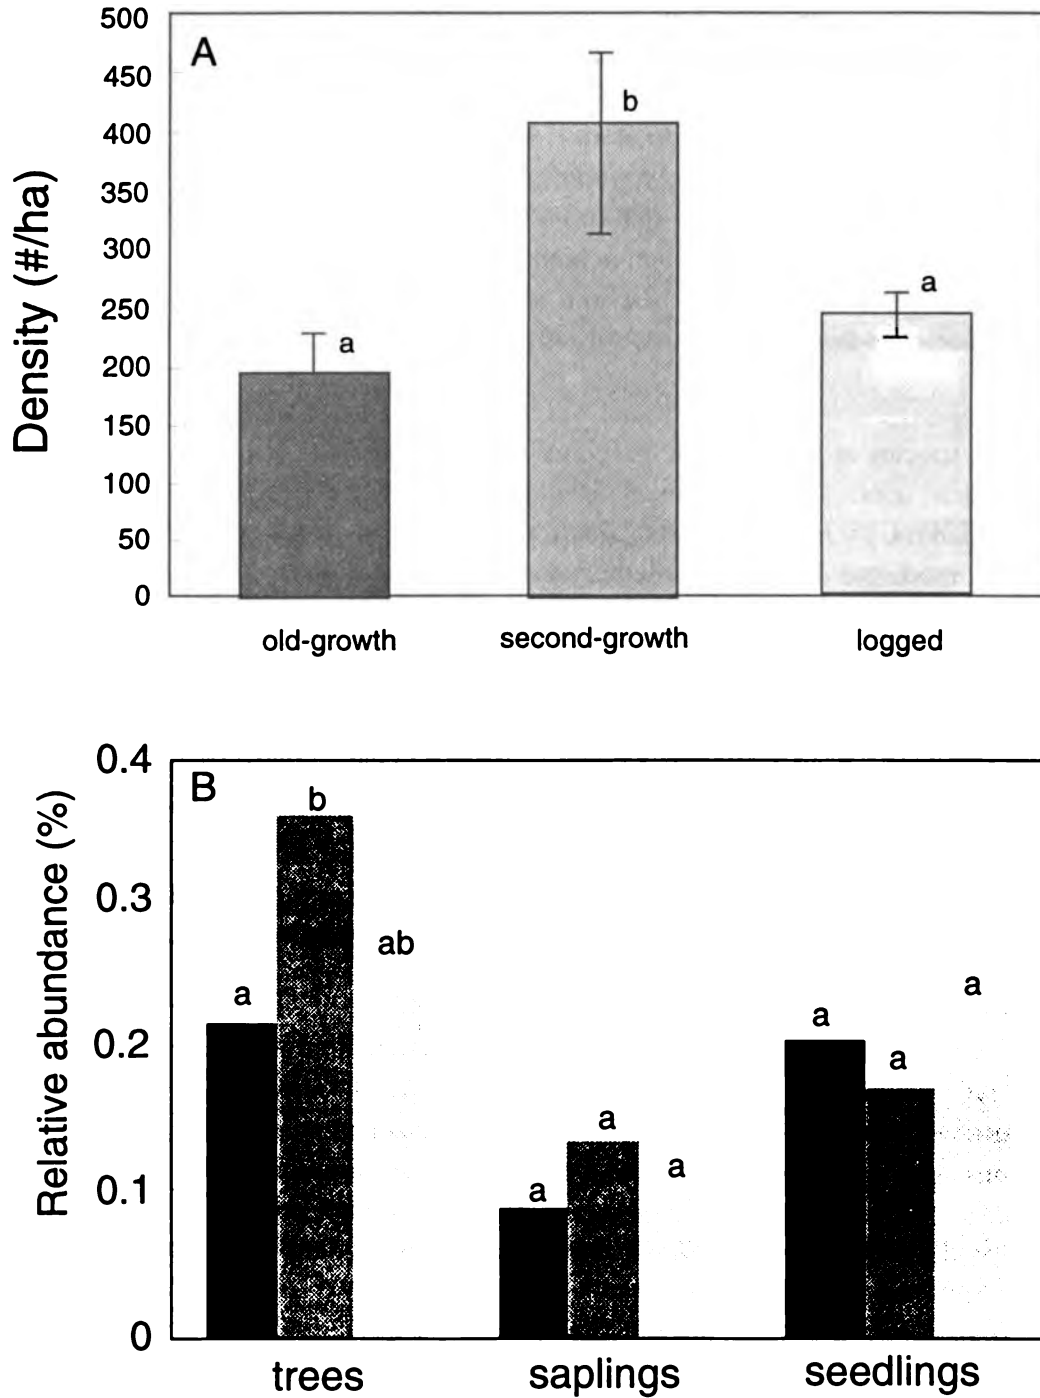 A
Density (#/ha)
500
450
400
350
300
250
200
150
100
50
0
a
b
a
old-growth
second-growth
logged
B
Relative abundance (%)
0.4
0.3
0.2
0.1
0
a
b
ab
a
a
a
a
a
a
trees
saplings
seedlings